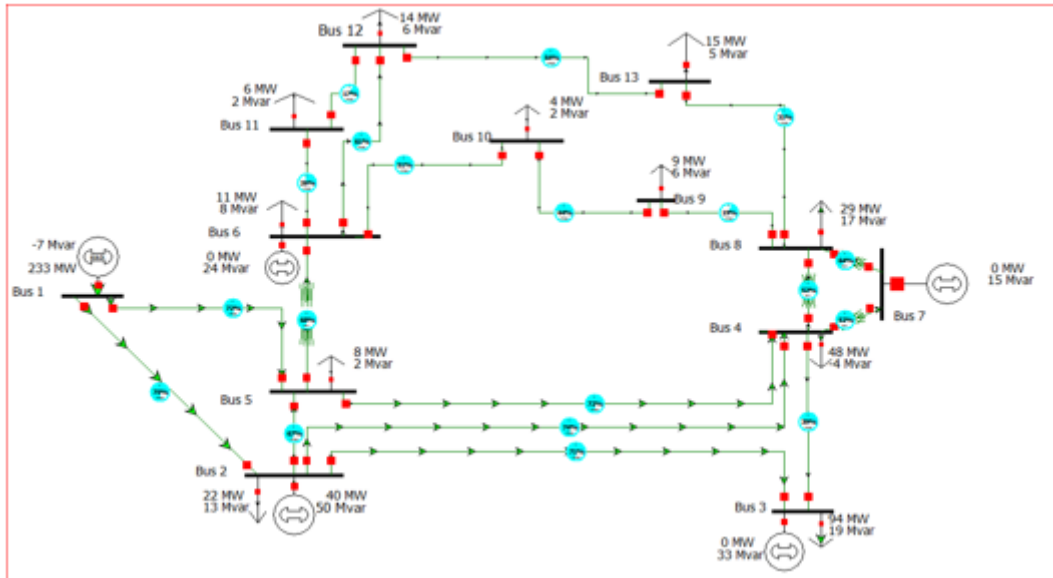 Bus 12
14 MW
6 Mvar
15 MW
5 Mvar
Bus 13
6 MW
2 Mvar
Bus 11
4 MW
2 Mvar
Bus 10
9 MW
6 Mvar
Bus 9
11 MW
8 Mvar
Bus 6
0 MW
24 Mvar
29 MW
17 Mvar
Bus 8
-7 Mvar
233 MW
Bus 1
0 MW
15 Mvar
Bus 7
Bus 4
48 MW
-4 Mvar
8 MW
2 Mvar
Bus 5
Bus 2
22 MW
13 Mvar
40 MW
50 Mvar
Bus 3
94 MW
19 Mvar
0 MW
33 Mvar